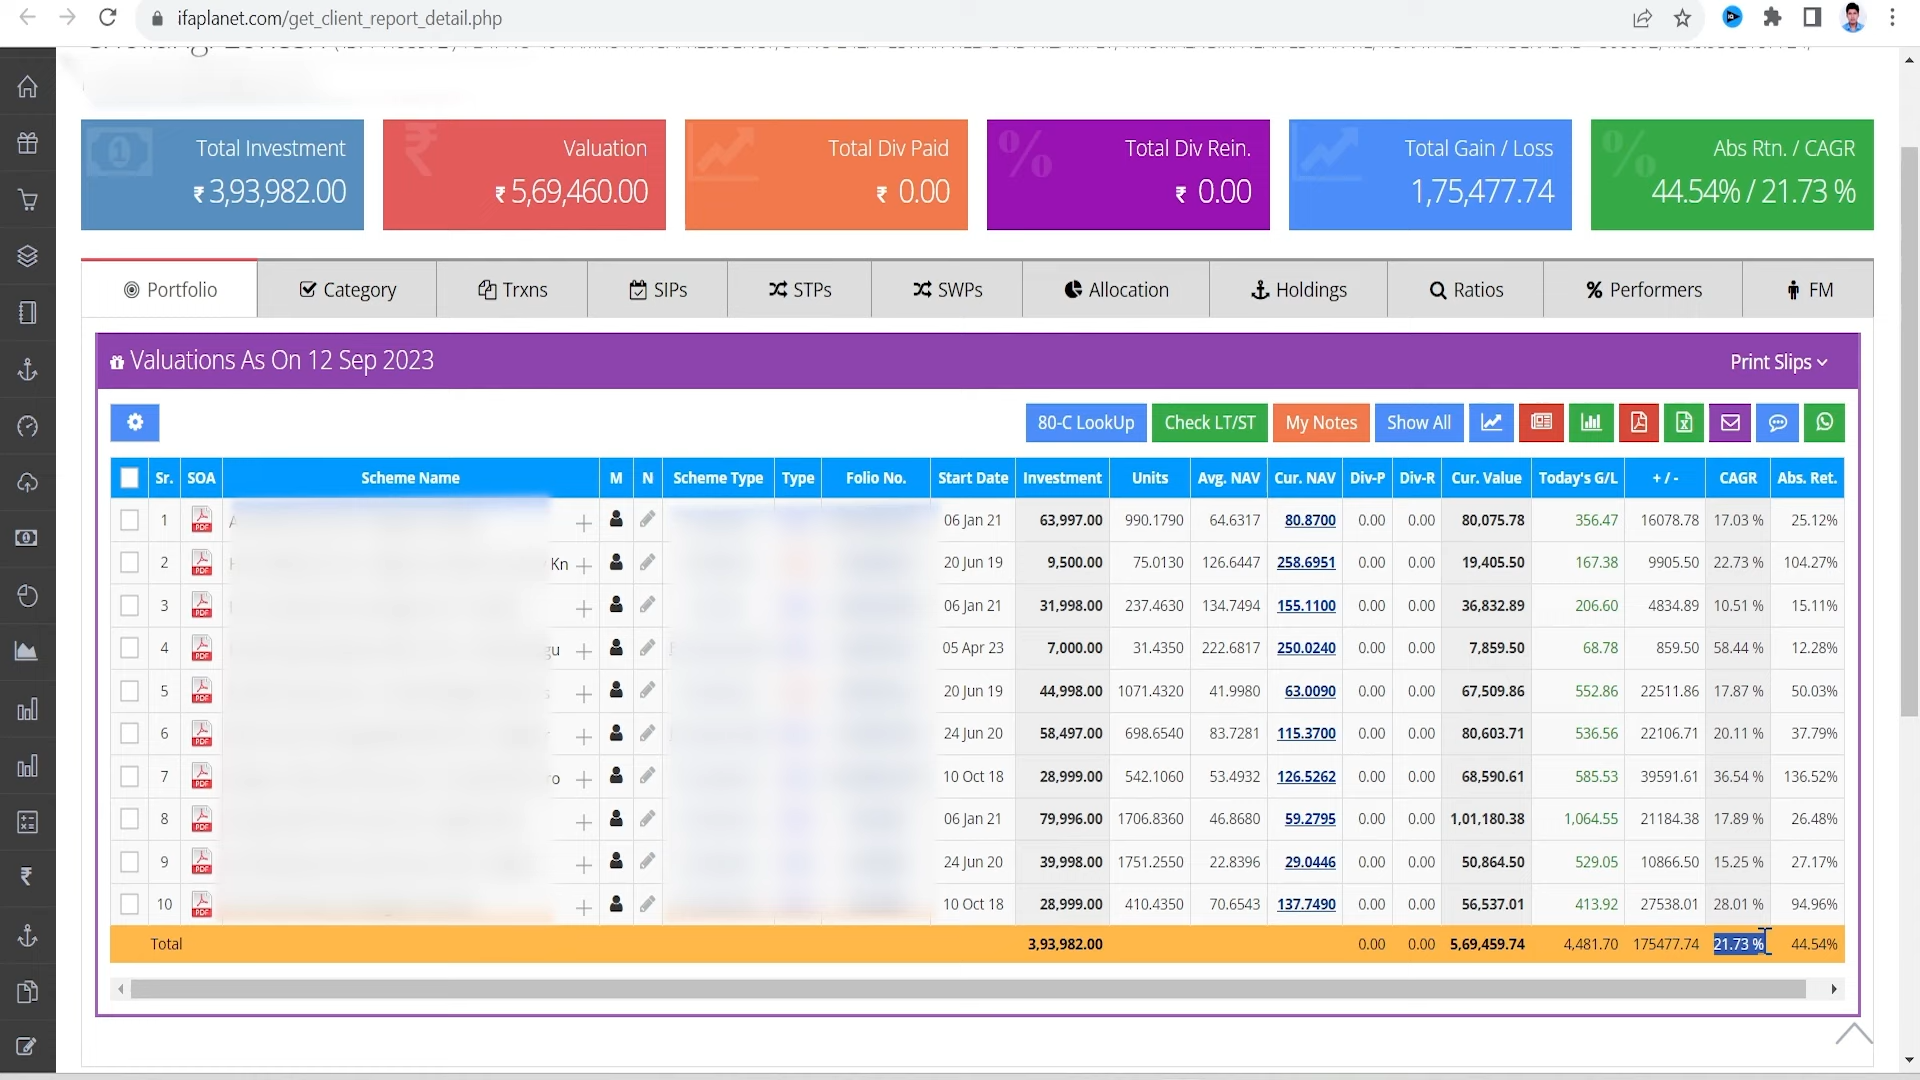 ifaplanet.com/get_client_report_detail.php
Total Investment
₹ 3,93,982.00
Valuation
₹ 5,69,460.00
Total Div Paid
₹ 0.00
Total Div Rein.
₹ 0.00
Total Gain / Loss
1,75,477.74
Abs Rtn. / CAGR
44.54% / 21.73 %
Portfolio Category Trxns SIPs STPs SWPs Allocation Holdings Ratios Performers FM
Valuations As On 12 Sep 2023 Print Slips
80-C LookUp Check LT/ST My Notes Show All
Sr. SOA Scheme Name M N Scheme Type Type Folio No. Start Date Investment Units Avg. NAV Cur. NAV Div-P Div-R Cur. Value Today's G/L + / - CAGR Abs. Ret.
1 PDF 06 Jan 21 63,997.00 990.1790 64.6317 80.8700 0.00 0.00 80,075.78 356.47 16078.78 17.03 % 25.12%
2 PDF Kn 20 Jun 19 9,500.00 75.0130 126.6447 258.6951 0.00 0.00 19,405.50 167.38 9905.50 22.73 % 104.27%
3 PDF 06 Jan 21 31,998.00 237.4630 134.7494 155.1100 0.00 0.00 36,832.89 206.60 4834.89 10.51 % 15.11%
4 PDF gu 05 Apr 23 7,000.00 31.4350 222.6817 250.0240 0.00 0.00 7,859.50 68.78 859.50 58.44 % 12.28%
5 PDF 20 Jun 19 44,998.00 1071.4320 41.9980 63.0090 0.00 0.00 67,509.86 552.86 22511.86 17.87 % 50.03%
6 PDF 24 Jun 20 58,497.00 698.6540 83.7281 115.3700 0.00 0.00 80,603.71 536.56 22106.71 20.11 % 37.79%
7 PDF ro 10 Oct 18 28,999.00 542.1060 53.4932 126.5262 0.00 0.00 68,590.61 585.53 39591.61 36.54 % 136.52%
8 PDF 06 Jan 21 79,996.00 1706.8360 46.8680 59.2795 0.00 0.00 1,01,180.38 1,064.55 21184.38 17.89 % 26.48%
9 PDF 24 Jun 20 39,998.00 1751.2550 22.8396 29.0446 0.00 0.00 50,864.50 529.05 10866.50 15.25 % 27.17%
10 PDF 10 Oct 18 28,999.00 410.4350 70.6543 137.7490 0.00 0.00 56,537.01 413.92 27538.01 28.01 % 94.96%
Total 3,93,982.00 0.00 0.00 5,69,459.74 4,481.70 175477.74 21.73 % 44.54%